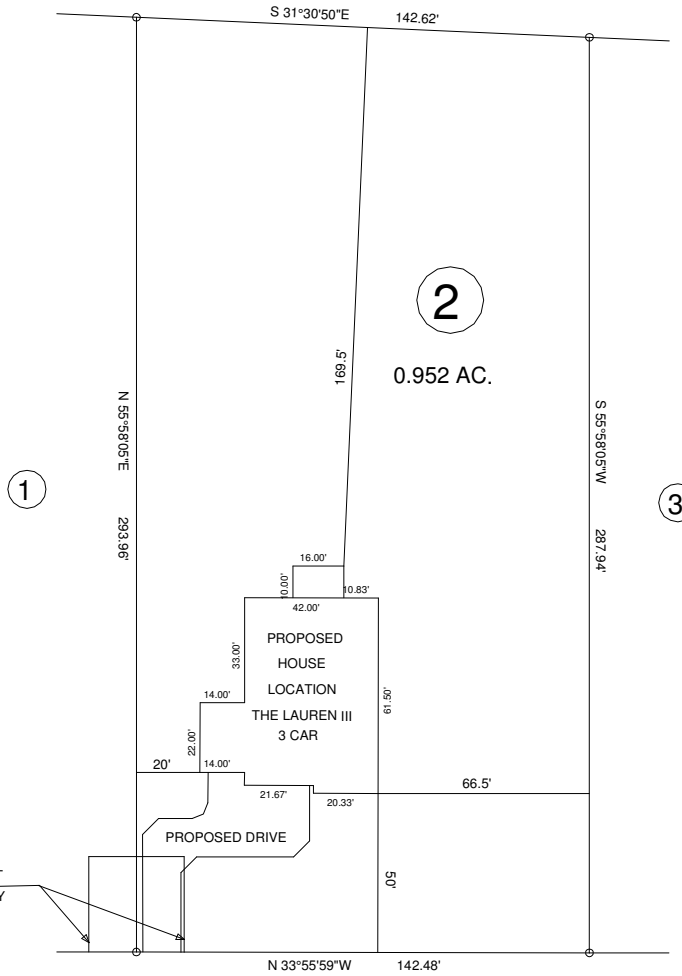 S 31°30'50"E 142.62'
2
0.952 AC.
169.5'
N 55°58'05"E 293.96'
S 55°58'05"W 287.94'
1
3
16.00'
10.00'
10.83'
42.00'
PROPOSED
HOUSE
LOCATION
THE LAUREN III
3 CAR
33.00'
61.50'
14.00'
22.00'
20'
14.00'
21.67'
20.33'
66.5'
PROPOSED DRIVE
50'
Y
N 33°55'59"W 142.48'